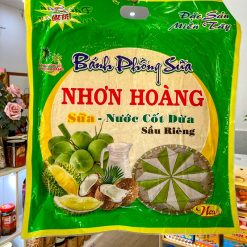 Đặc Sản
Miền Tây
Bánh Phồng Sữa
NHƠN HOÀNG
Sữa - Nước Cốt Dừa
Sầu Riêng